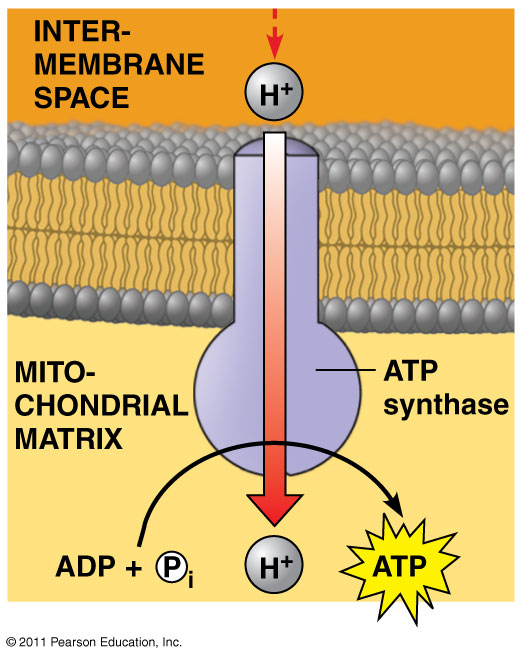 INTER-
MEMBRANE
SPACE
H+
MITO-
CHONDRIAL
MATRIX
ATP
synthase
ADP + Pi
H+
ATP
© 2011 Pearson Education, Inc.